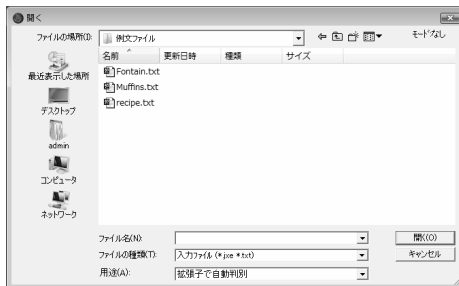 開く
ファイルの場所(I):
例文ファイル
モードなし
名前
更新日時
種類
サイズ
Fontain.txt
Muffins.txt
recipe.txt
最近表示した場所
デスクトップ
admin
コンピュータ
ネットワーク
ファイル名(N):
開く(O)
ファイルの種類(T):
入力ファイル (*.jxe *.txt)
キャンセル
用途(A):
拡張子で自動判別